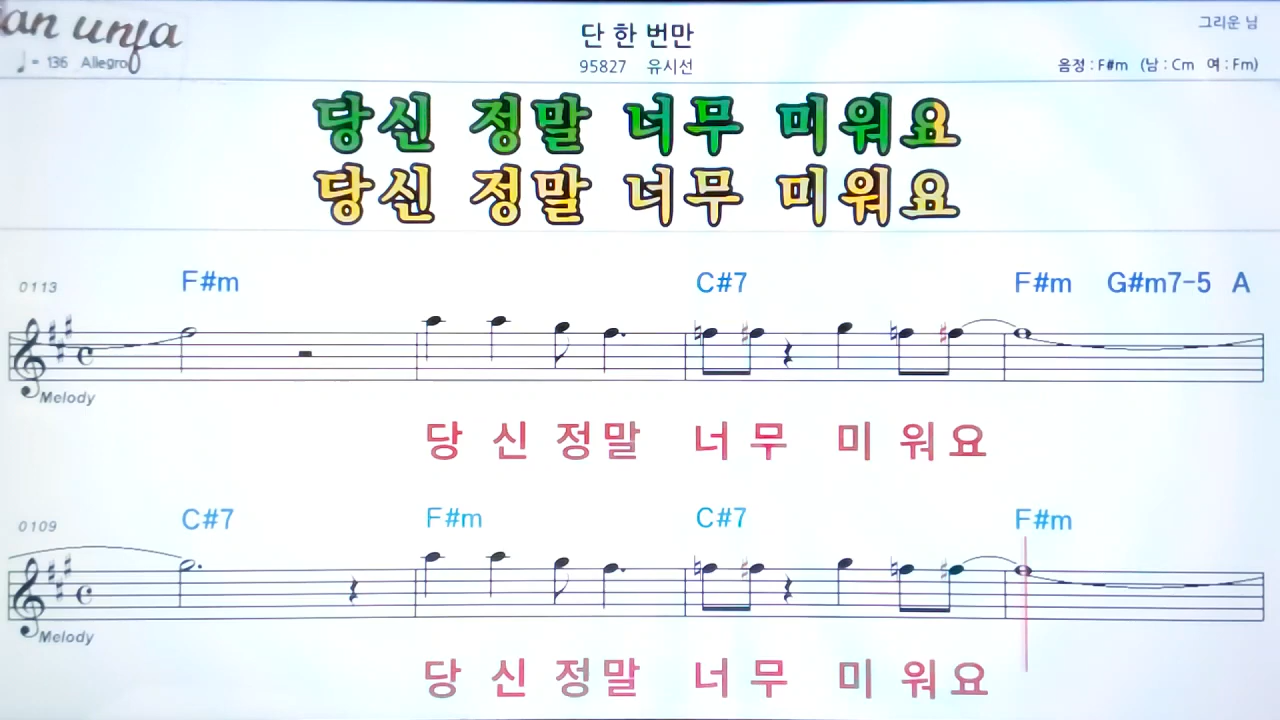 단 한 번만
그리운 님
♩= 136 Allegro
95827 유시선
음정 : F#m (남 : Cm 여 : Fm)
당신 정말 너무 미워요
당신 정말 너무 미워요
0113 F#m C#7 F#m G#m7-5 A
Melody
당 신 정말 너 무 미 워요
0109 C#7 F#m C#7 F#m
Melody
당 신 정말 너 무 미 워요